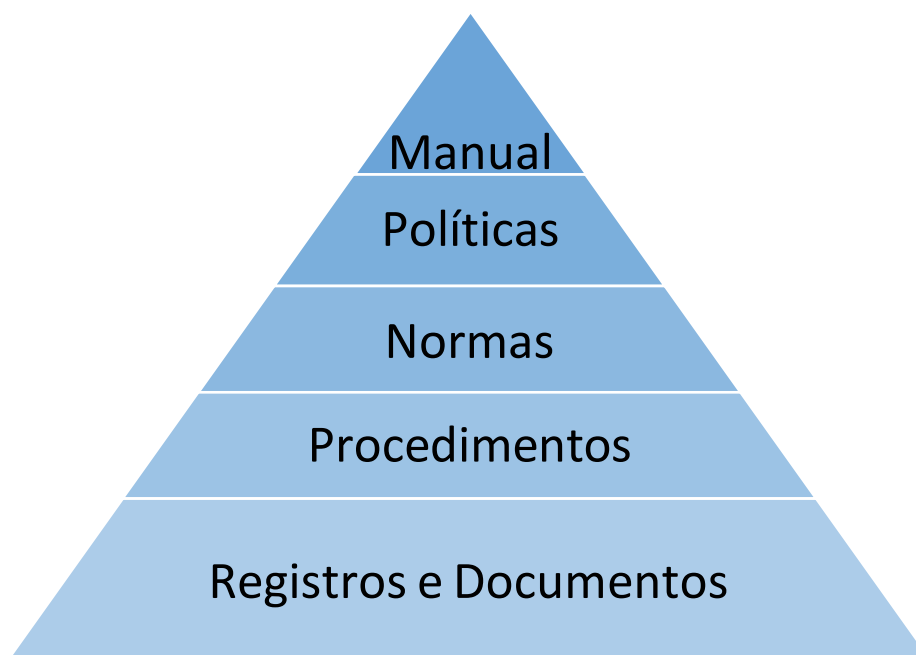 Manual
Políticas
Normas
Procedimentos
Registros e Documentos